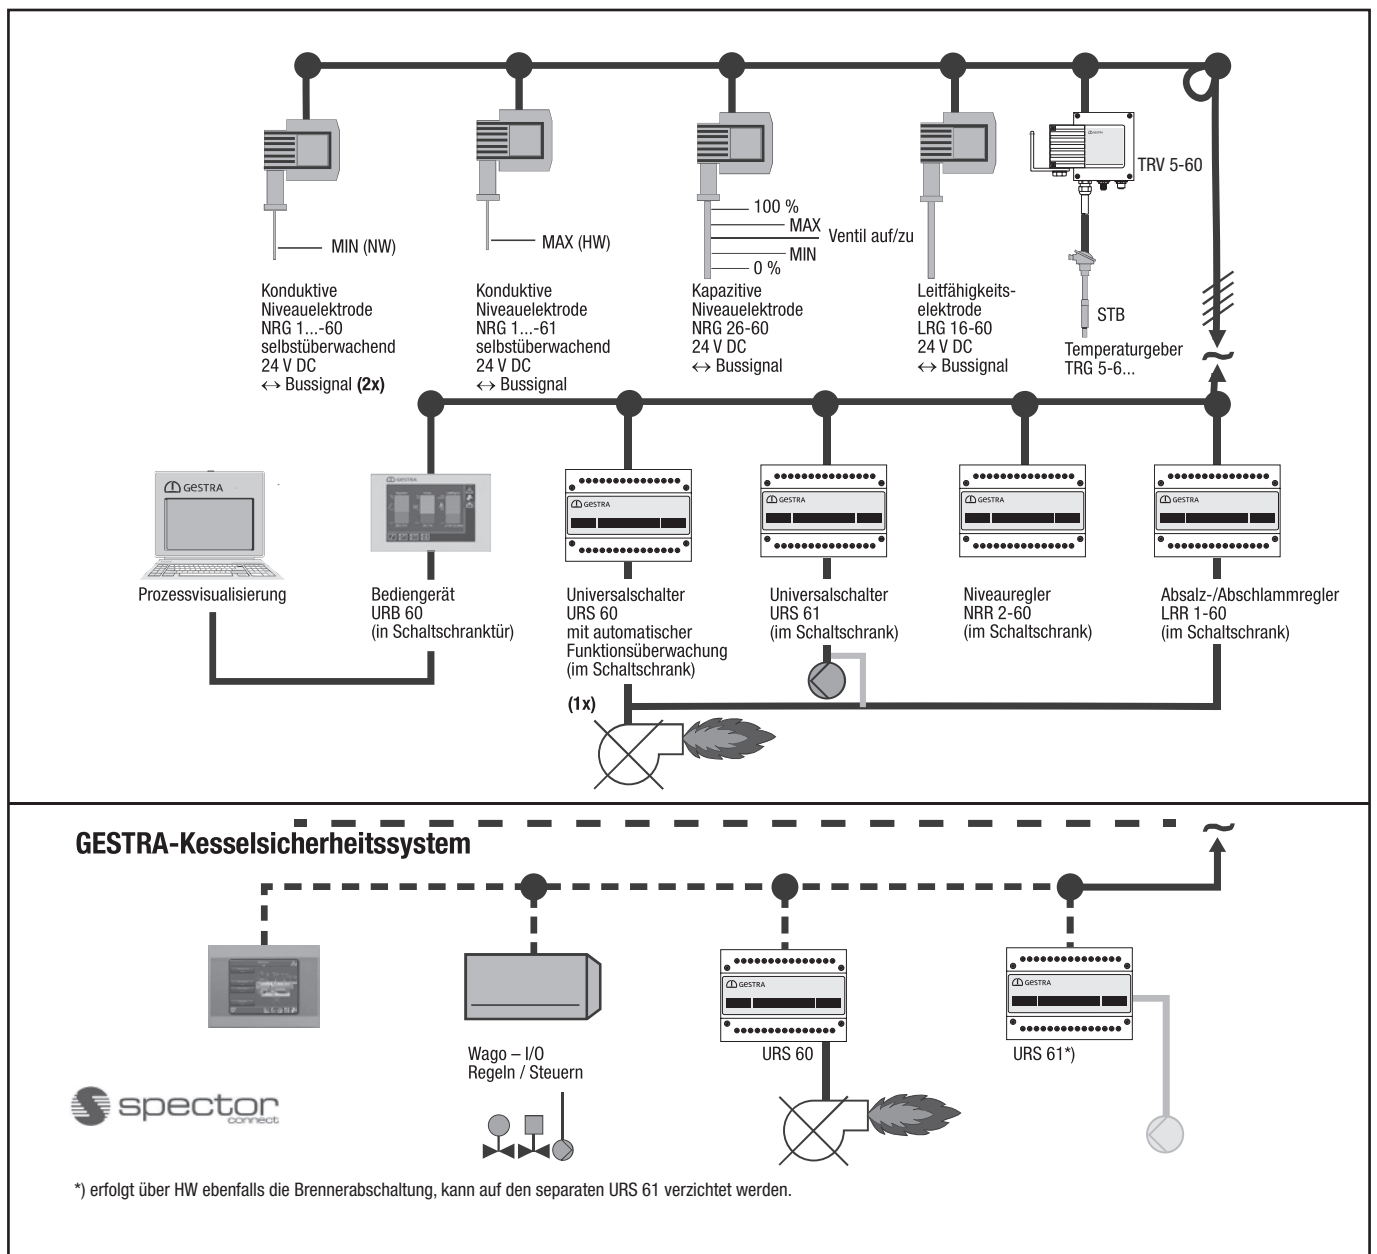 TRV 5-60
100 %
MAX
Ventil auf/zu
MIN
0 %
MIN (NW)
MAX (HW)
STB
Konduktive
Niveauelektrode
NRG 1...-60
selbstüberwachend
24 V DC
↔ Bussignal (2x)
Konduktive
Niveauelektrode
NRG 1...-61
selbstüberwachend
24 V DC
↔ Bussignal
Kapazitive
Niveauelektrode
NRG 26-60
24 V DC
↔ Bussignal
Leitfähigkeits-
elektrode
LRG 16-60
24 V DC
↔ Bussignal
Temperaturgeber
TRG 5-6...
GESTRA
GESTRA
GESTRA
GESTRA
GESTRA
GESTRA
Prozessvisualisierung
Bediengerät
URB 60
(in Schaltschranktür)
Universalschalter
URS 60
mit automatischer
Funktionsüberwachung
(im Schaltschrank)
(1x)
Universalschalter
URS 61
(im Schaltschrank)
Niveauregler
NRR 2-60
(im Schaltschrank)
Absalz-/Abschlammregler
LRR 1-60
(im Schaltschrank)
GESTRA-Kesselsicherheitssystem
GESTRA
GESTRA
Wago – I/O
Regeln / Steuern
URS 60
URS 61*)
spector
connect
*) erfolgt über HW ebenfalls die Brennerabschaltung, kann auf den separaten URS 61 verzichtet werden.